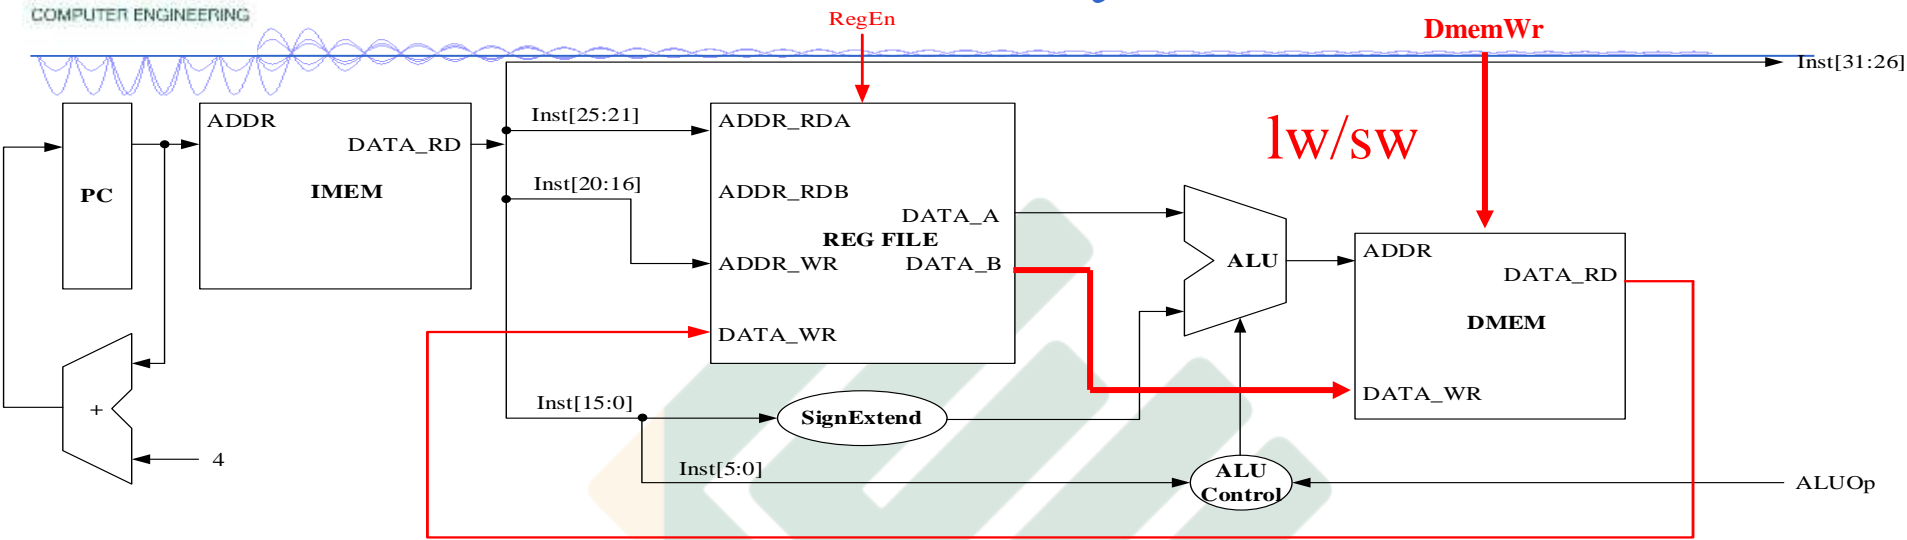 COMPUTER ENGINEERING
RegEn
DmemWr
Inst[31:26]
ADDR
DATA_RD
IMEM
PC
Inst[25:21]
Inst[20:16]
ADDR_RDA
ADDR_RDB
DATA_A
REG FILE
ADDR_WR
DATA_B
DATA_WR
lw/sw
ALU
ADDR
DATA_RD
DMEM
DATA_WR
+
4
Inst[15:0]
SignExtend
Inst[5:0]
ALU
Control
ALUOp